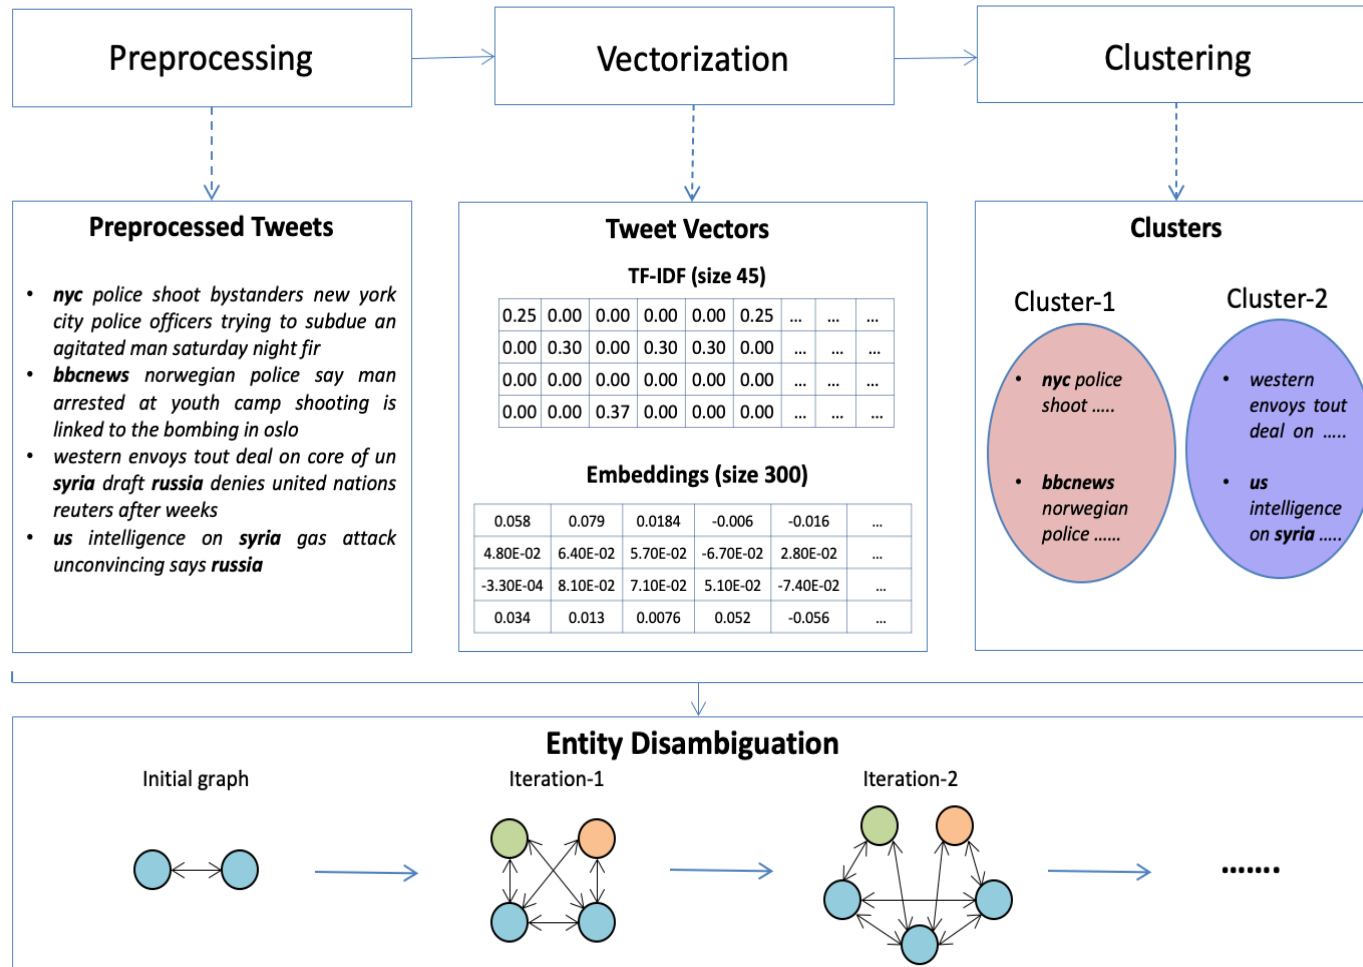 Preprocessing
Vectorization
Clustering
Preprocessed Tweets
• nyc police shoot bystanders new york
city police officers trying to subdue an
agitated man saturday night fir
• bbcnews norwegian police say man
arrested at youth camp shooting is
linked to the bombing in oslo
• western envoys tout deal on core of un
syria draft russia denies united nations
reuters after weeks
• us intelligence on syria gas attack
unconvincing says russia
Tweet Vectors
TF-IDF (size 45)
0.25 0.00 0.00 0.00 0.00 0.25 ... ... ...
0.00 0.30 0.00 0.30 0.30 0.00 ... ... ...
0.00 0.00 0.00 0.00 0.00 0.00 ... ... ...
0.00 0.00 0.37 0.00 0.00 0.00 ... ... ...
Embeddings (size 300)
0.058 0.079 0.0184 -0.006 -0.016 ...
4.80E-02 6.40E-02 5.70E-02 -6.70E-02 2.80E-02 ...
-3.30E-04 8.10E-02 7.10E-02 5.10E-02 -7.40E-02 ...
0.034 0.013 0.0076 0.052 -0.056 ...
Clusters
Cluster-1
• nyc police
shoot .....
• bbcnews
norwegian
police ......
Cluster-2
• western
envoys tout
deal on .....
• us
intelligence
on syria .....
Entity Disambiguation
Initial graph
Iteration-1
Iteration-2
.......